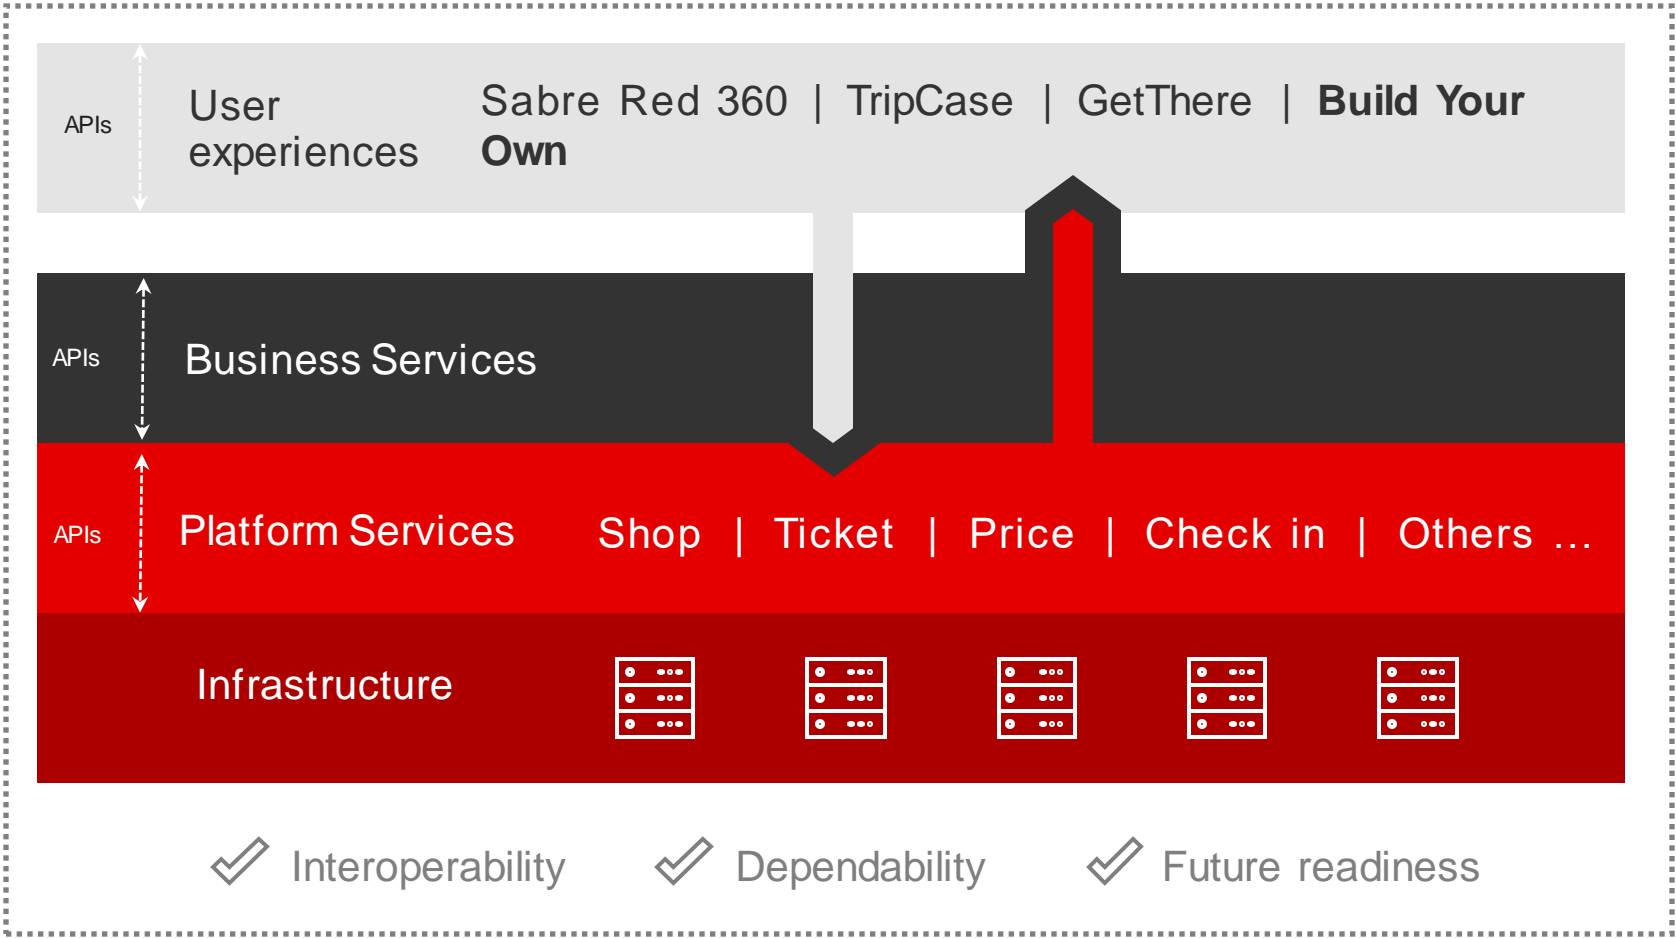 APIs
User
experiences
Sabre Red 360 | TripCase | GetThere | Build Your
Own
APIs
Business Services
APIs
Platform Services
Shop | Ticket | Price | Check in | Others ...
Infrastructure
Interoperability
Dependability
Future readiness